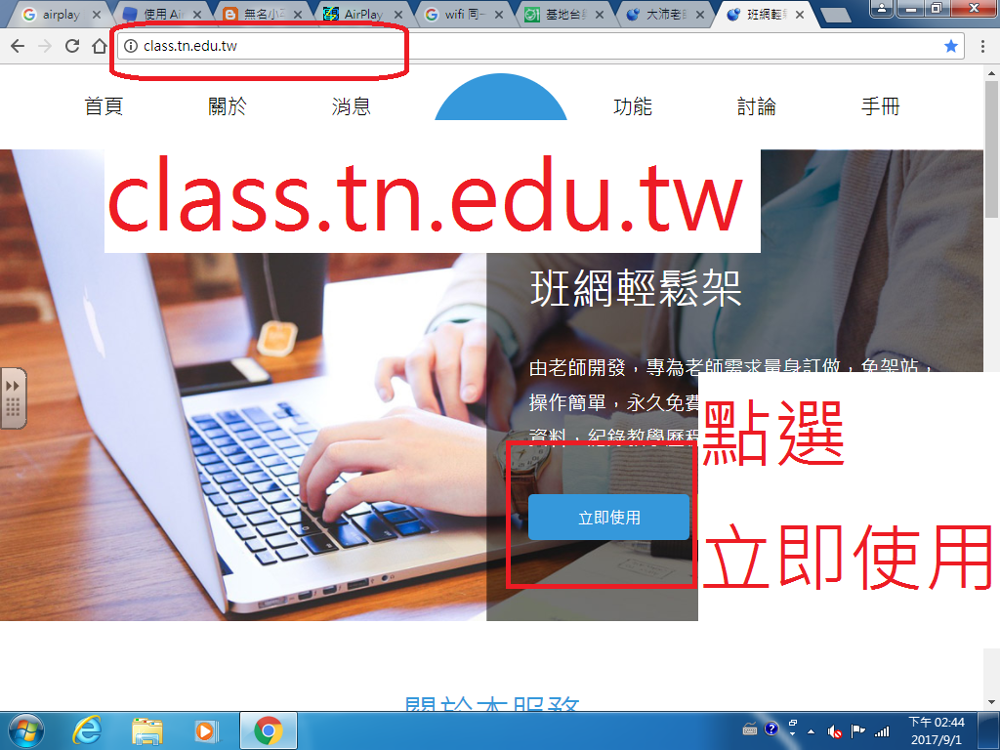 airplay
使用 Air
無名小
AirPlay
wifi 同一
基地台
大沛老師
班網輕鬆
class.tn.edu.tw
首頁
關於
消息
功能
討論
手冊
class.tn.edu.tw
班網輕鬆架
由老師開發，專為老師需求量身訂做，免架站，
操作簡單，永久免費
資料，紀錄教學歷程
點選
立即使用
立即使用
關於本服務
下午 02:44
2017/9/1